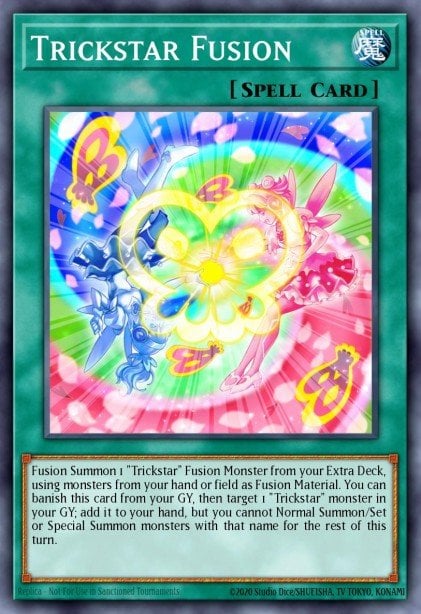 Trickstar Fusion
SPELL
魔
[ Spell Card ]
Fusion Summon 1 "Trickstar" Fusion Monster from your Extra Deck,
using monsters from your hand or field as Fusion Material. You can
banish this card from your GY, then target 1 "Trickstar" monster in
your GY; add it to your hand, but you cannot Normal Summon/Set
or Special Summon monsters with that name for the rest of this
turn.
Replica - Not For Use in Sanctioned Tournaments
©2020 Studio Dice/SHUEISHA, TV TOKYO, KONAMI